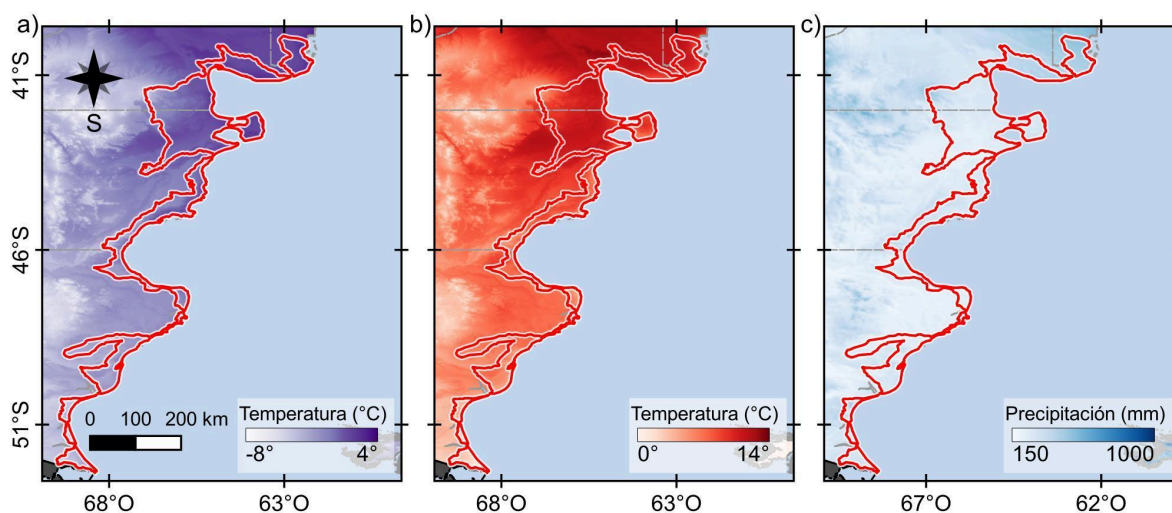 a)
b)
c)
41°S
46°S
51°S
S
0 100 200 km
Temperatura (°C)
-8° 4°
Temperatura (°C)
0° 14°
Precipitación (mm)
150 1000
68°O 63°O
68°O 63°O
67°O 62°O